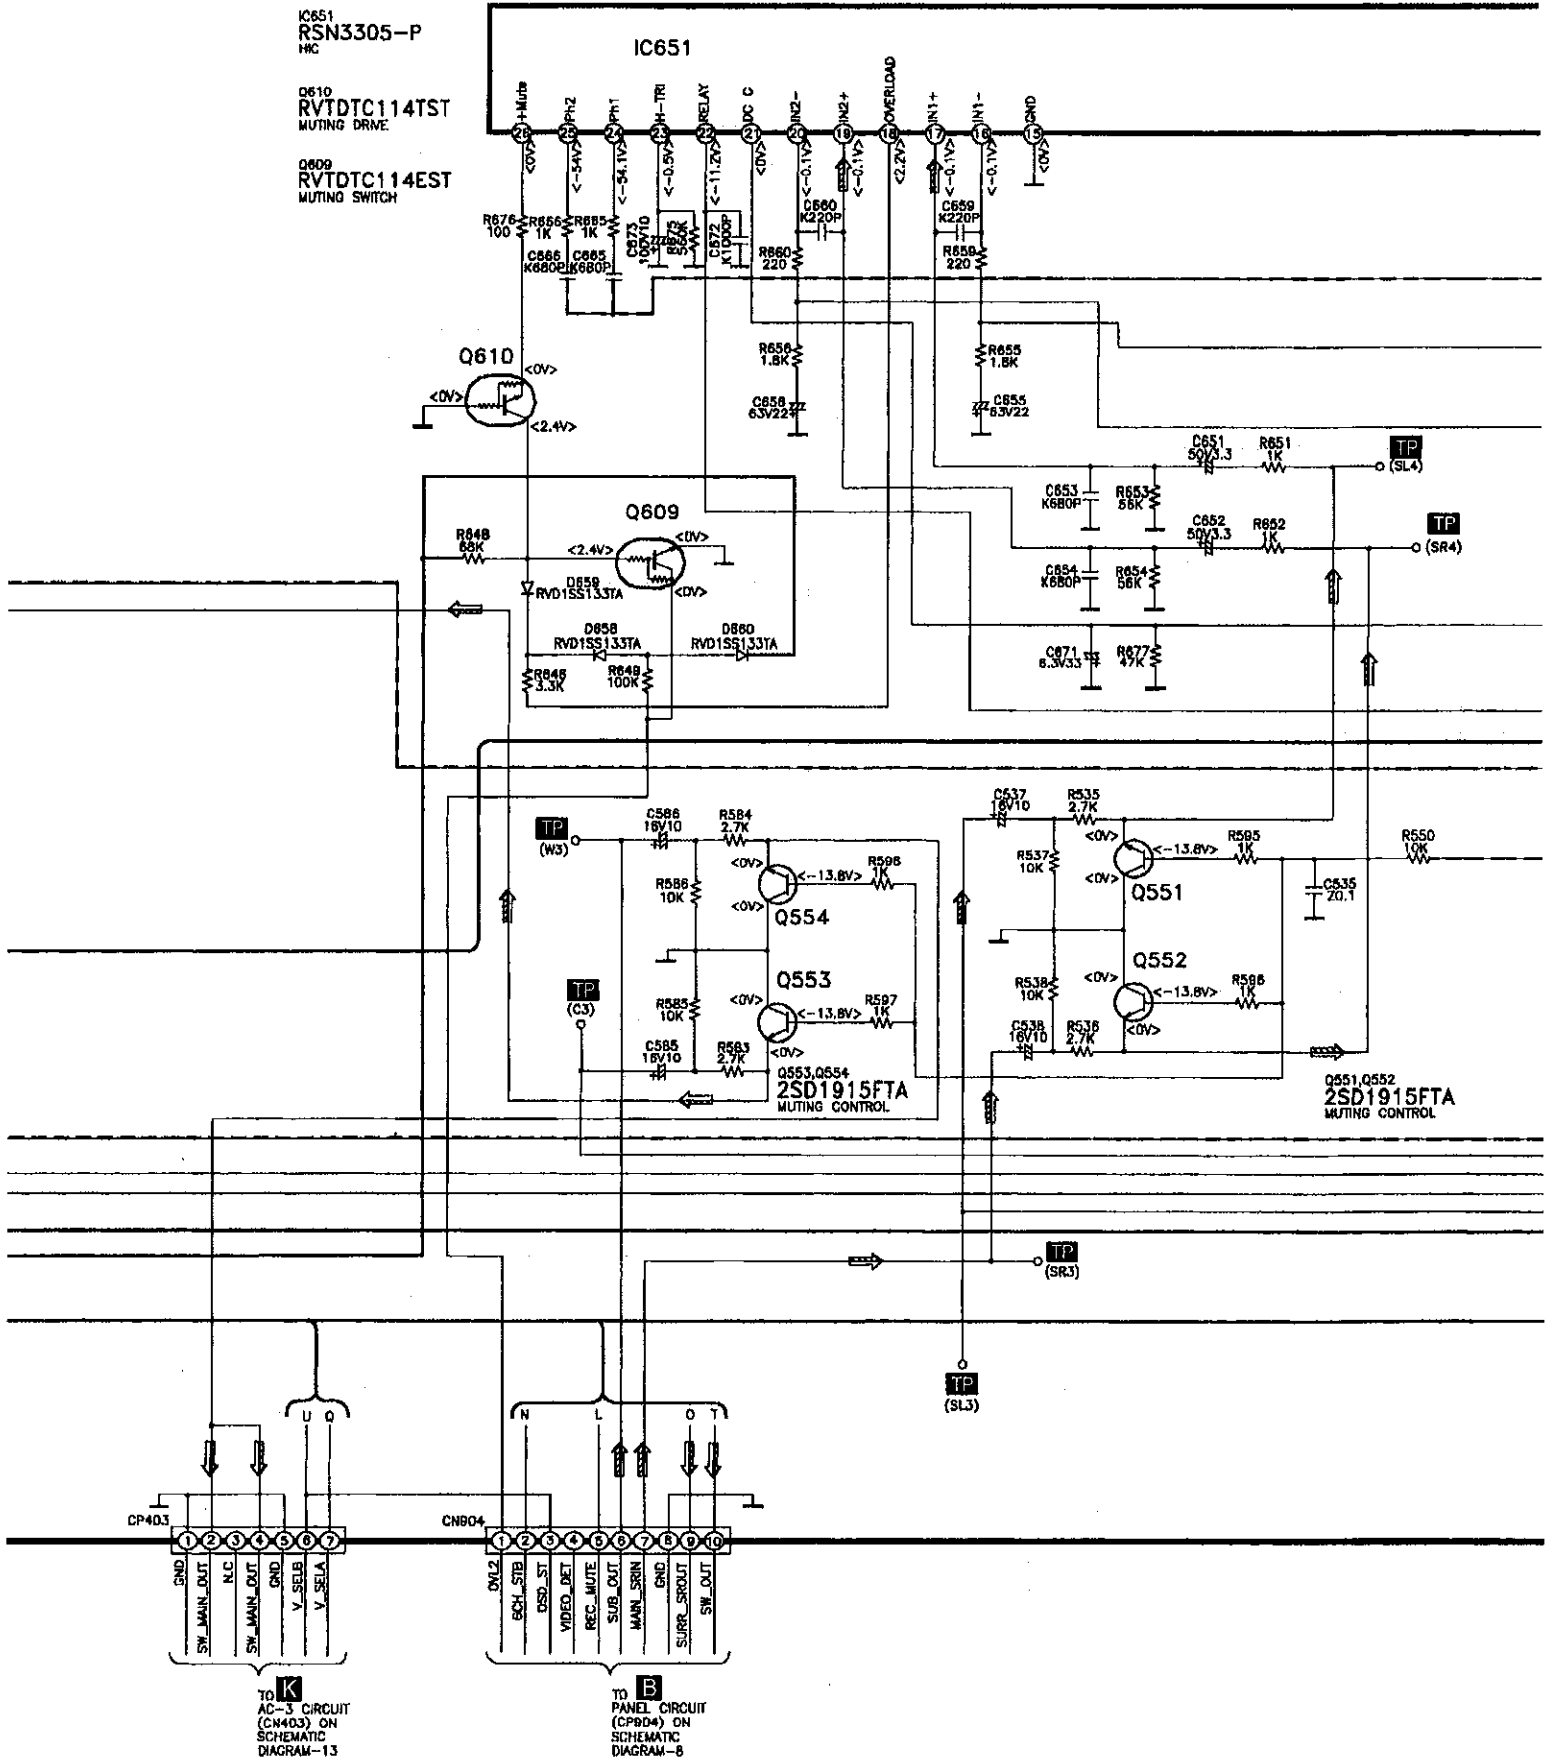 IC651
RSN3305-P
HIC
Q610
RVTDTC114TST
MUTING DRIVE
Q609
RVTDTC114EST
MUTING SWITCH
IC651
+Mute
Ph2
Ph1
H-TRI
RELAY
DC C
IN2-
IN2+
OVERLOAD
IN1+
IN1-
GND
26
25
24
23
22
21
20
19
18
17
16
15
<0V>
<-54V>
<-54.1V>
<-0.5V>
<-11.2V>
<0V>
<-0.1V>
<-0.1V>
<2.2V>
<-0.1V>
<-0.1V>
<0V>
R676
100
R666
1K
R665
1K
C666
K680P
C665
K680P
C673
100V10
R675
560K
C672
K1000P
C660
K220P
R660
220
C659
K220P
R659
220
R656
1.8K
C656
63V22
R655
1.8K
C655
63V22
Q610
<0V>
<0V>
<2.4V>
C651
50V3.3
R651
1K
TP
(SL4)
C653
K680P
R653
56K
C652
50V3.3
R652
1K
TP
(SR4)
C654
K680P
R654
56K
C671
6.3V33
R677
47K
Q609
R648
68K
<2.4V>
<0V>
<0V>
D659
RVD1SS133TA
D658
RVD1SS133TA
D660
RVD1SS133TA
R646
3.3K
R649
100K
TP
(W3)
C586
16V10
R584
2.7K
<0V>
<-13.8V>
R598
1K
R586
10K
<0V>
Q554
TP
(C3)
R585
10K
Q553
<0V>
<-13.8V>
R597
1K
C585
16V10
R583
2.7K
<0V>
Q553,Q554
2SD1915FTA
MUTING CONTROL
C537
16V10
R535
2.7K
<0V>
<-13.8V>
R595
1K
R550
10K
R537
10K
<0V>
Q551
C535
Z0.1
Q552
R538
10K
<0V>
<-13.8V>
R596
1K
C538
16V10
R536
2.7K
<0V>
Q551,Q552
2SD1915FTA
MUTING CONTROL
TP
(SR3)
TP
(SL3)
U Q
N L O T
CP403
1 2 3 4 5 6 7
GND
SW_MAIN_OUT
N.C
SW_MAIN_OUT
GND
V_SELB
V_SELA
TO K
AC-3 CIRCUIT
(CN403) ON
SCHEMATIC
DIAGRAM-13
CN904
1 2 3 4 5 6 7 8 9 10
OVL2
6CH_STB
OSD_ST
VIDEO_DET
REC_MUTE
SUB_OUT
MAIN_SRIN
GND
SURR_SROUT
SW_OUT
TO B
PANEL CIRCUIT
(CP904) ON
SCHEMATIC
DIAGRAM-8